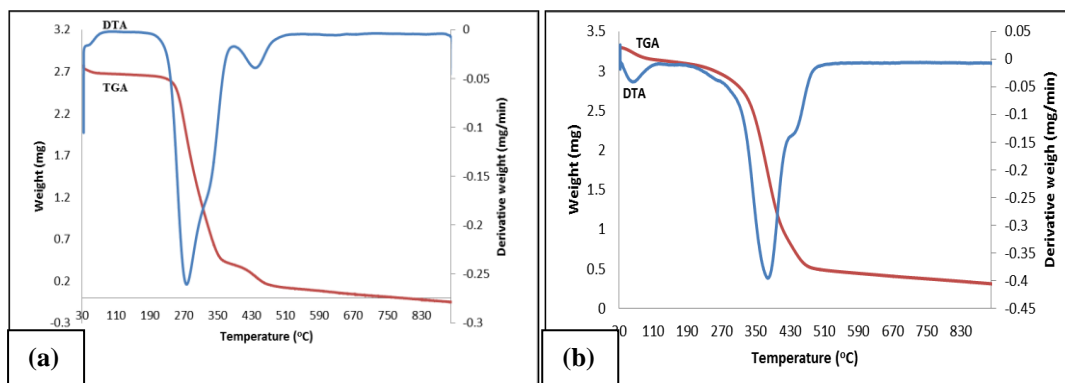 3.2
2.7
2.2
1.7
1.2
0.7
0.2
-0.3
Weight (mg)
DTA
TGA
0
-0.05
-0.1
-0.15
-0.2
-0.25
-0.3
Derivative weight (mg/min)
30 110 190 270 350 430 510 590 670 750 830
Temperature (°C)
(a)
3.5
3
2.5
2
1.5
1
0.5
0
Weight (mg)
TGA
DTA
0.05
0
-0.05
-0.1
-0.15
-0.2
-0.25
-0.3
-0.35
-0.4
-0.45
Derivative weigh (mg/min)
30 110 190 270 350 430 510 590 670 750 830
Temperature (°C)
(b)